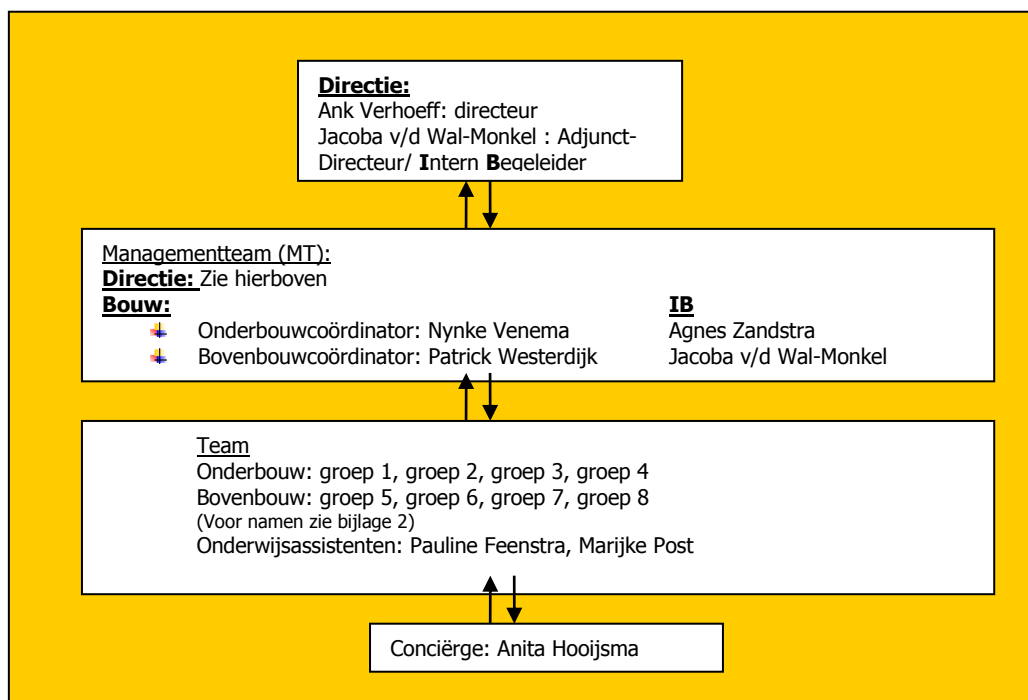 Directie:
Ank Verhoeff: directeur
Jacoba v/d Wal-Monkel : Adjunct-
Directeur/ Intern Begeleider
Managementteam (MT):
Directie: Zie hierboven
Bouw:
Onderbouwcoördinator: Nynke Venema
Bovenbouwcoördinator: Patrick Westerdijk
IB
Agnes Zandstra
Jacoba v/d Wal-Monkel
Team
Onderbouw: groep 1, groep 2, groep 3, groep 4
Bovenbouw: groep 5, groep 6, groep 7, groep 8
(Voor namen zie bijlage 2)
Onderwijsassistenten: Pauline Feenstra, Marijke Post
Conciërge: Anita Hooijsma